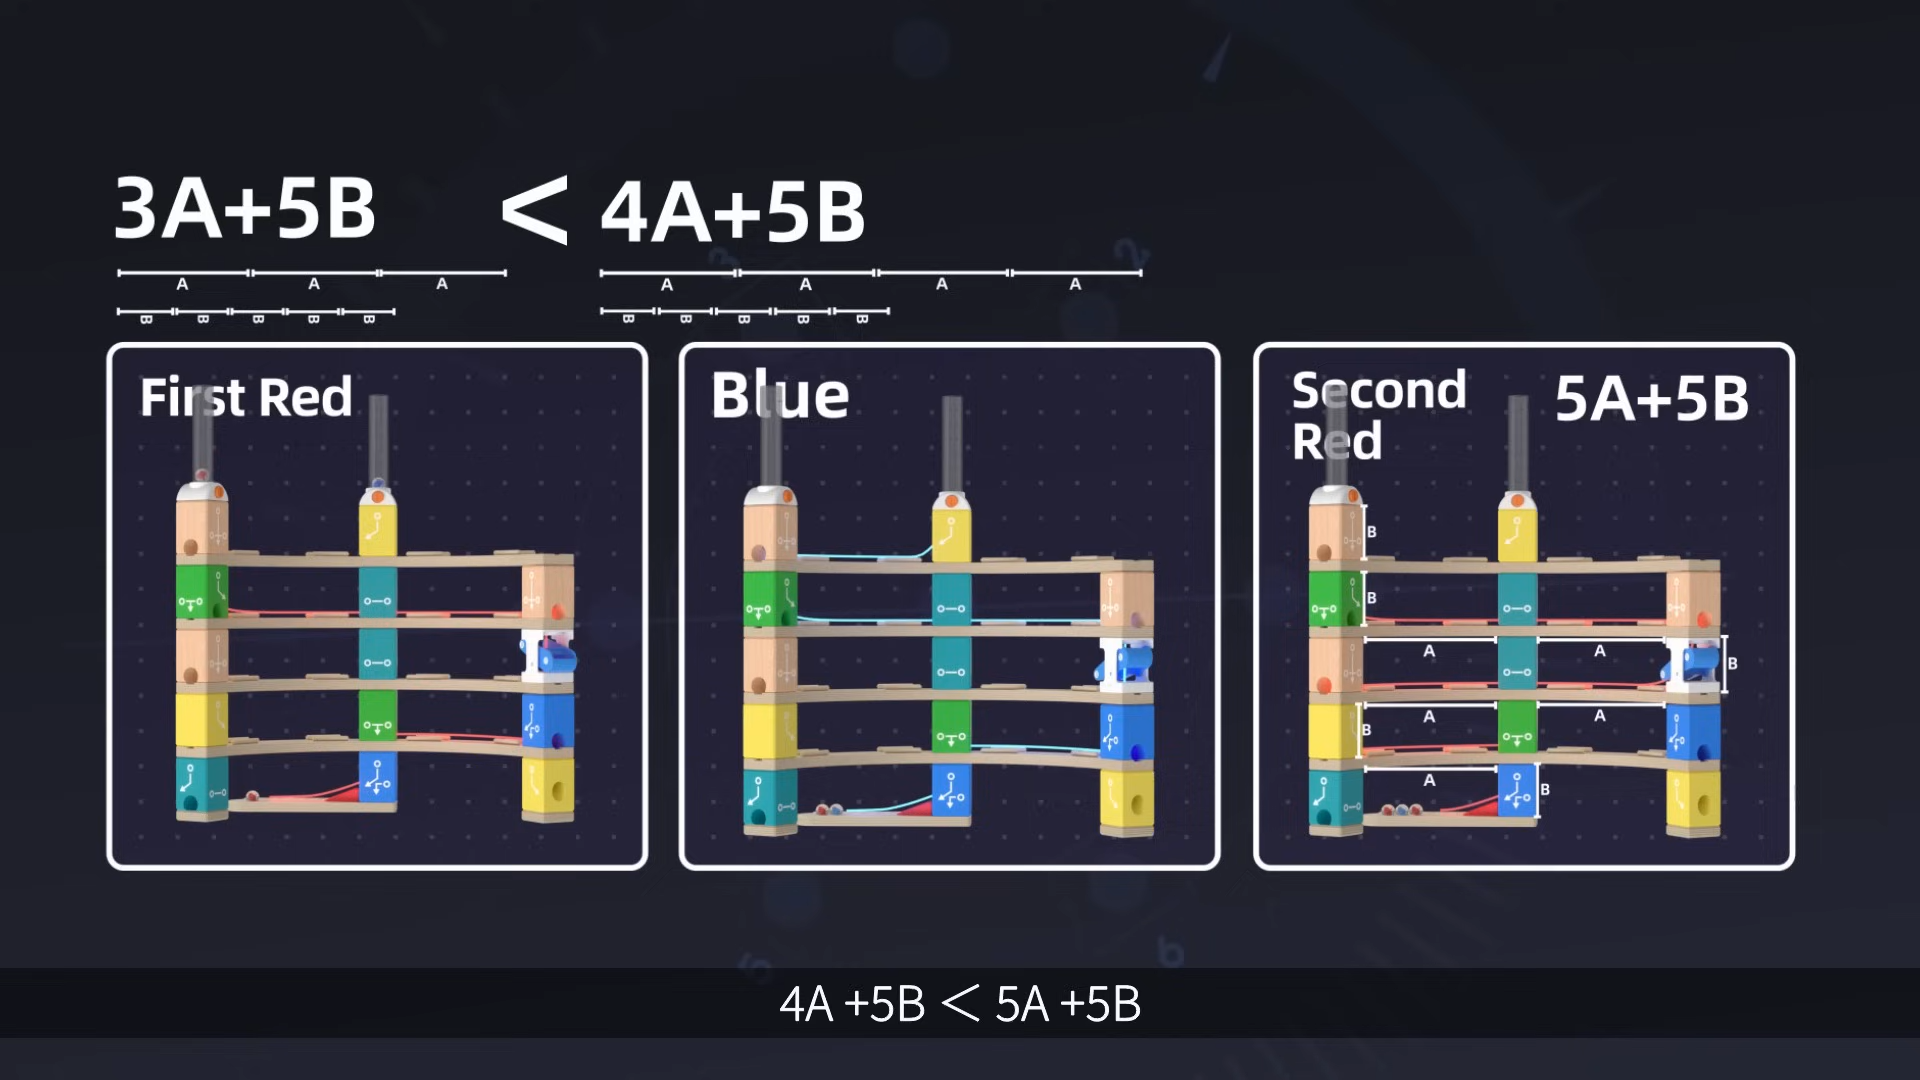 3A+5B < 4A+5B
A A A A A A A
B B B B B B B B B B
First Red
Blue
Second
Red
5A+5B
B
B
A A
B
A A
B
A
B
4A +5B < 5A +5B